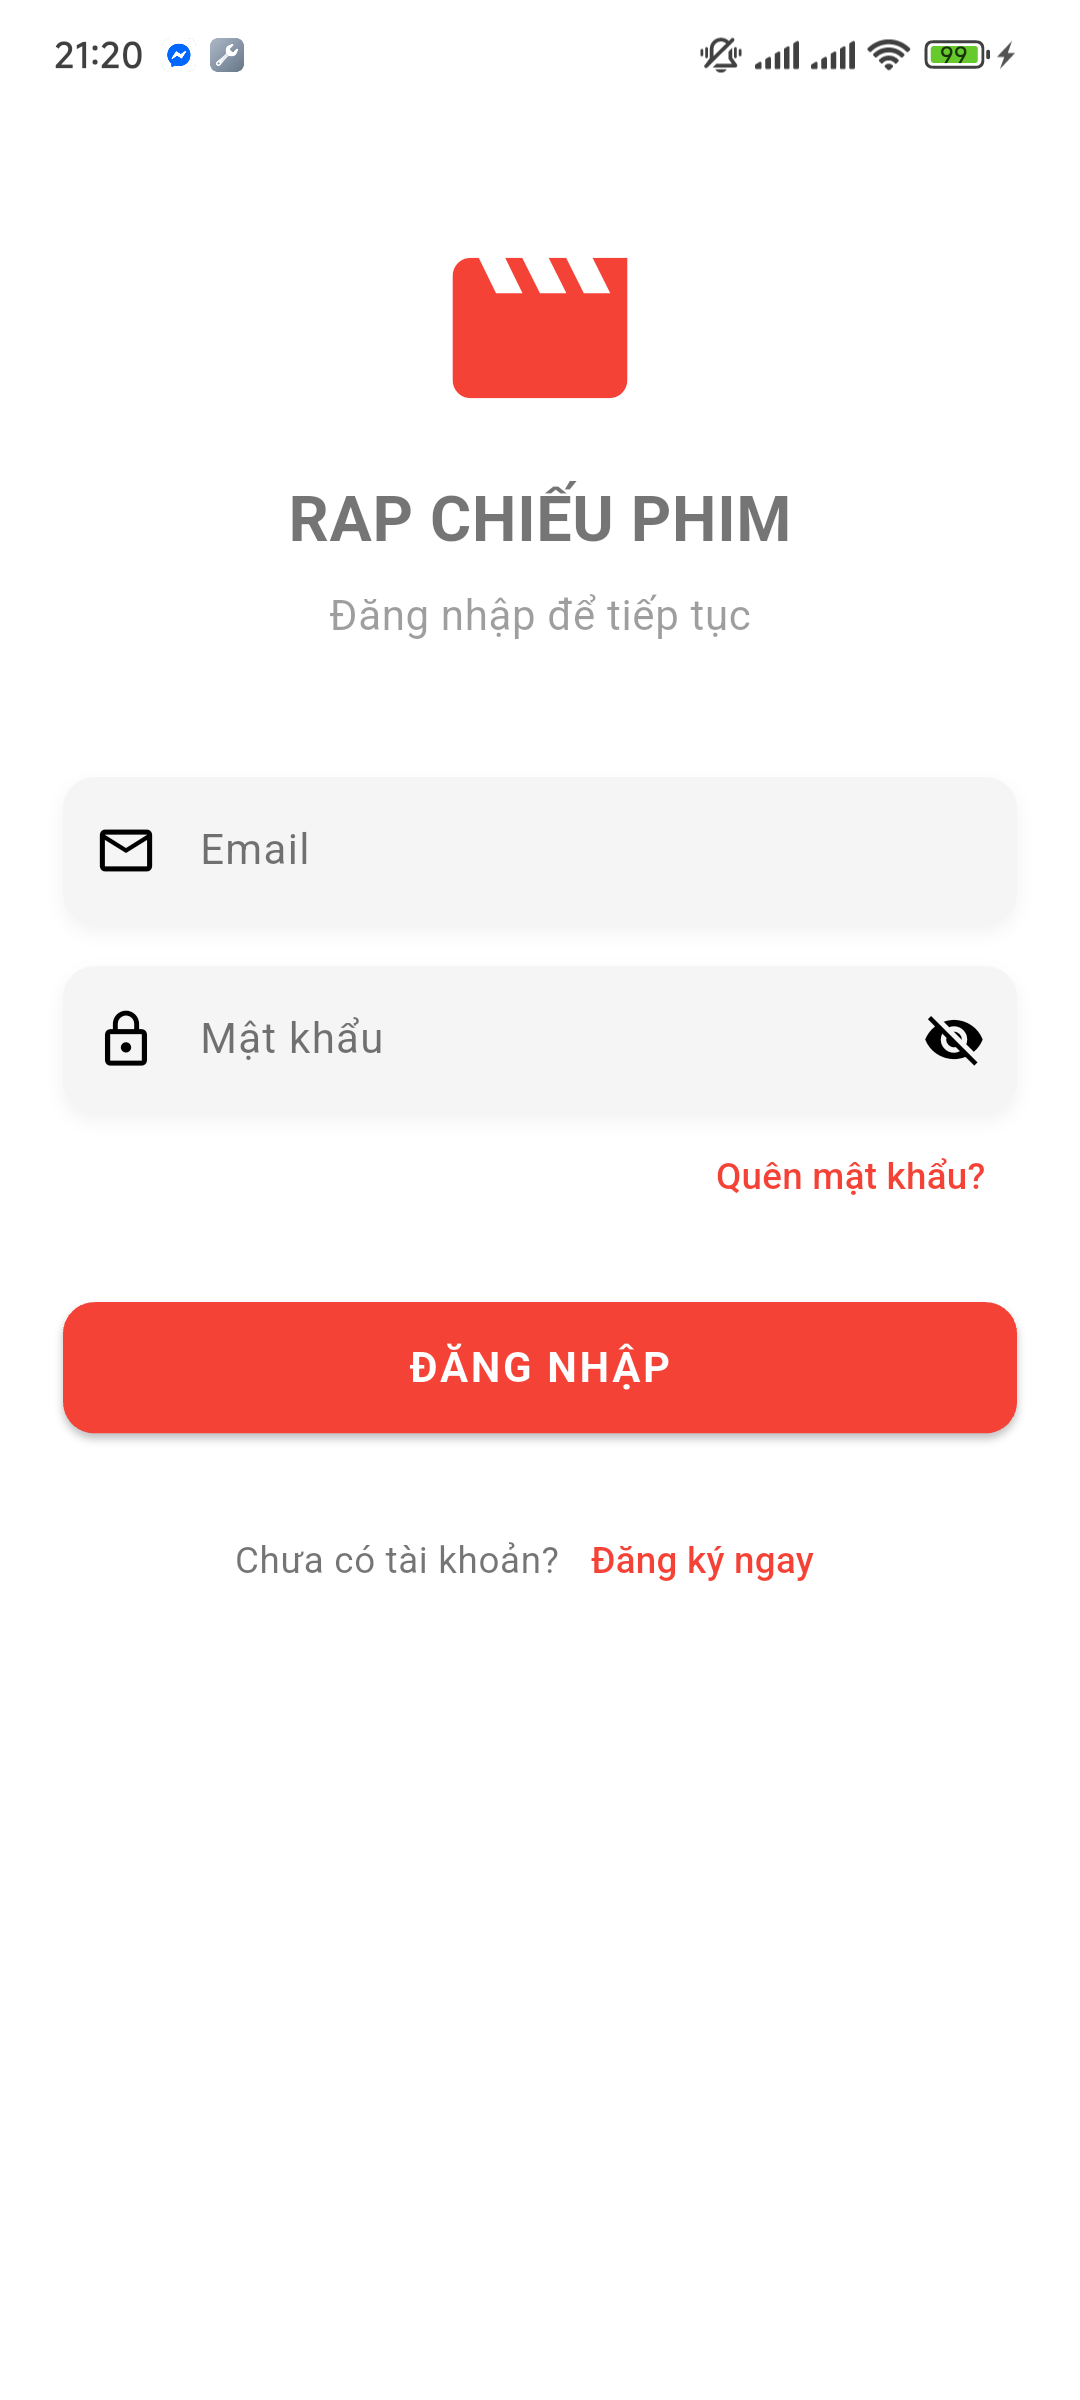 21:20
99
RAP CHIẾU PHIM
Đăng nhập để tiếp tục
Email
Mật khẩu
Quên mật khẩu?
ĐĂNG NHẬP
Chưa có tài khoản? Đăng ký ngay